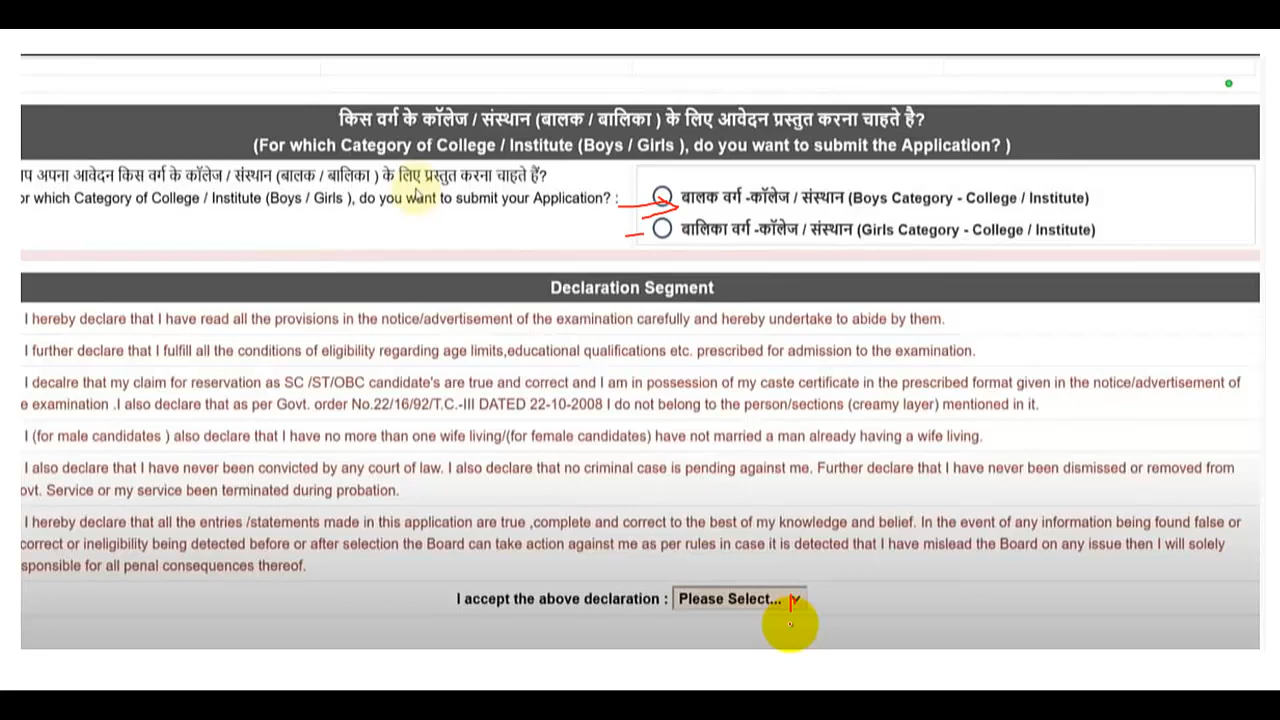 किस वर्ग के कॉलेज / संस्थान (बालक / बालिका ) के लिए आवेदन प्रस्तुत करना चाहते है?
(For which Category of College / Institute (Boys / Girls ), do you want to submit the Application? )
अपना आवेदन किस वर्ग के कॉलेज / संस्थान (बालक / बालिका ) के लिए प्रस्तुत करना चाहते हैं?
which Category of College / Institute (Boys / Girls ), do you want to submit your Application? :
बालक वर्ग -कॉलेज / संस्थान (Boys Category - College / Institute)
बालिका वर्ग -कॉलेज / संस्थान (Girls Category - College / Institute)
Declaration Segment
I hereby declare that I have read all the provisions in the notice/advertisement of the examination carefully and hereby undertake to abide by them.
I further declare that I fulfill all the conditions of eligibility regarding age limits,educational qualifications etc. prescribed for admission to the examination.
I decalre that my claim for reservation as SC /ST/OBC candidate's are true and correct and I am in possession of my caste certificate in the prescribed format given in the notice/advertisement of
e examination .I also declare that as per Govt. order No.22/16/92/T.C.-III DATED 22-10-2008 I do not belong to the person/sections (creamy layer) mentioned in it.
I (for male candidates ) also declare that I have no more than one wife living/(for female candidates) have not married a man already having a wife living.
I also declare that I have never been convicted by any court of law. I also declare that no criminal case is pending against me. Further declare that I have never been dismissed or removed from
ovt. Service or my service been terminated during probation.
I hereby declare that all the entries /statements made in this application are true ,complete and correct to the best of my knowledge and belief. In the event of any information being found false or
correct or ineligibility being detected before or after selection the Board can take action against me as per rules in case it is detected that I have mislead the Board on any issue then I will solely
sponsible for all penal consequences thereof.
I accept the above declaration : Please Select...